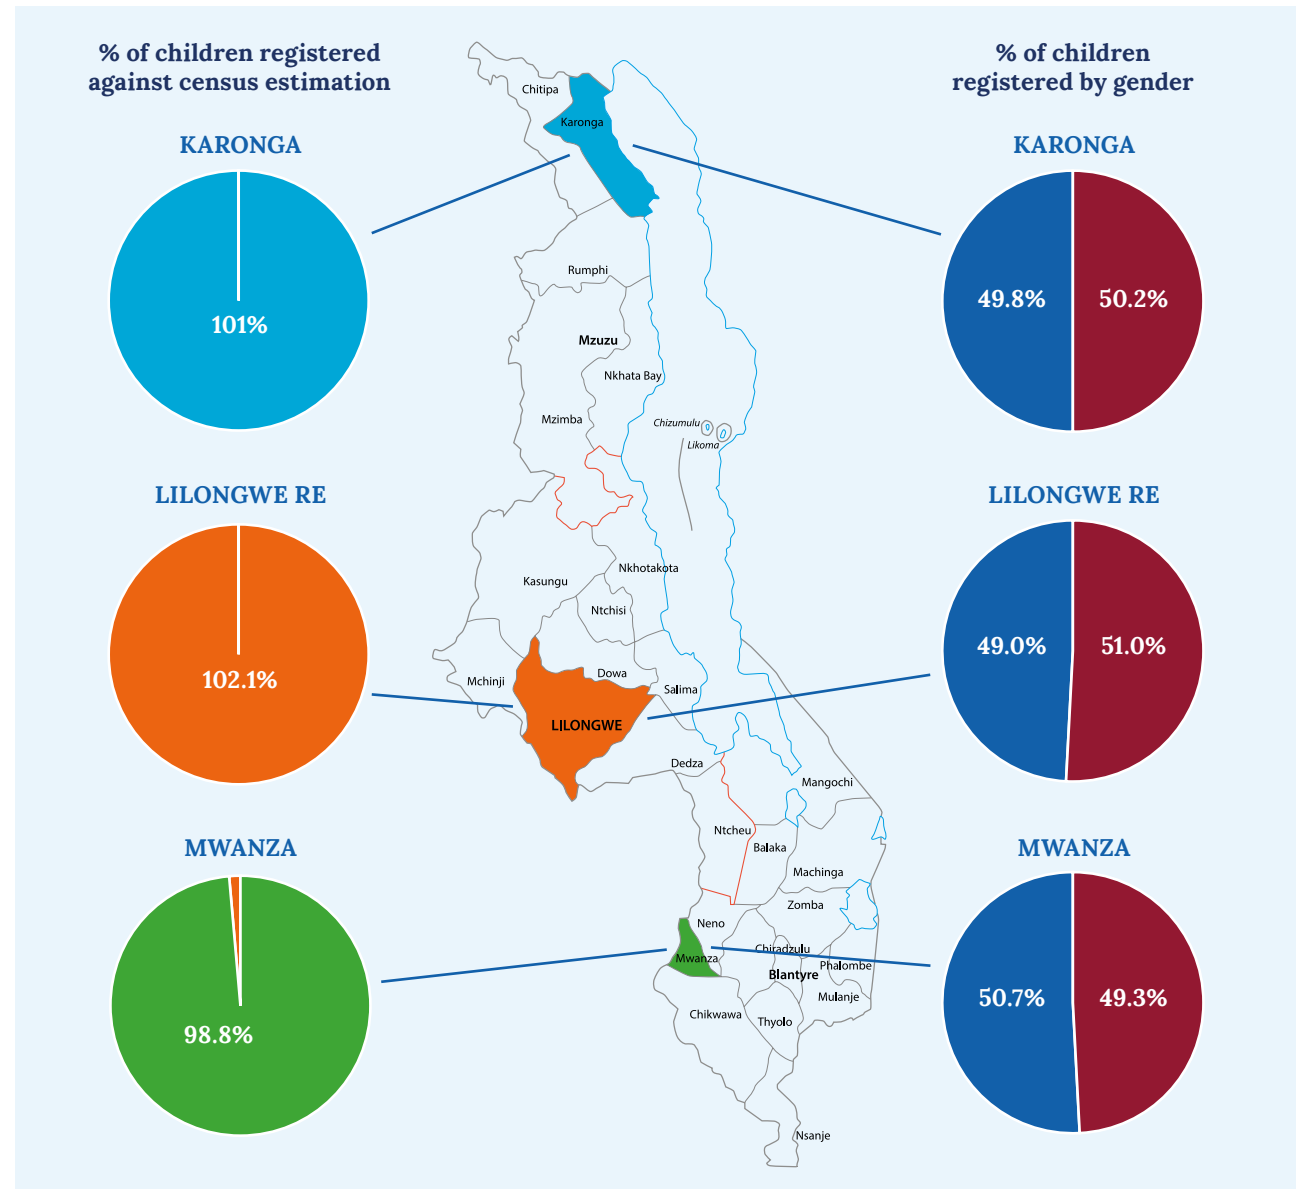 % of children registered
against census estimation
% of children
registered by gender
KARONGA
101%
LILONGWE RE
102.1%
MWANZA
98.8%
Chitipa
Karonga
Rumphi
Mzuzu
Nkhata Bay
Mzimba
Chizumulu
Likoma
Nkhotakota
Kasungu
Ntchisi
Mchinji
Dowa
Salima
LILONGWE
Dedza
Mangochi
Ntcheu
Balaka
Machinga
Zomba
Neno
Chiradzulu
Mwanza
Phalombe
Blantyre
Mulanje
Chikwawa
Thyolo
Nsanje
KARONGA
49.8%
50.2%
LILONGWE RE
49.0%
51.0%
MWANZA
50.7%
49.3%